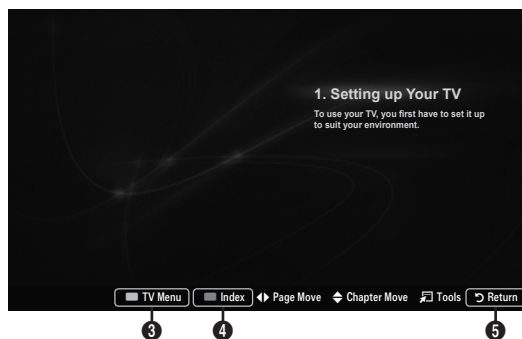 1. Setting up Your TV
To use your TV, you first have to set it up
to suit your environment.
TV Menu Index Page Move Chapter Move Tools Return
3 4 5